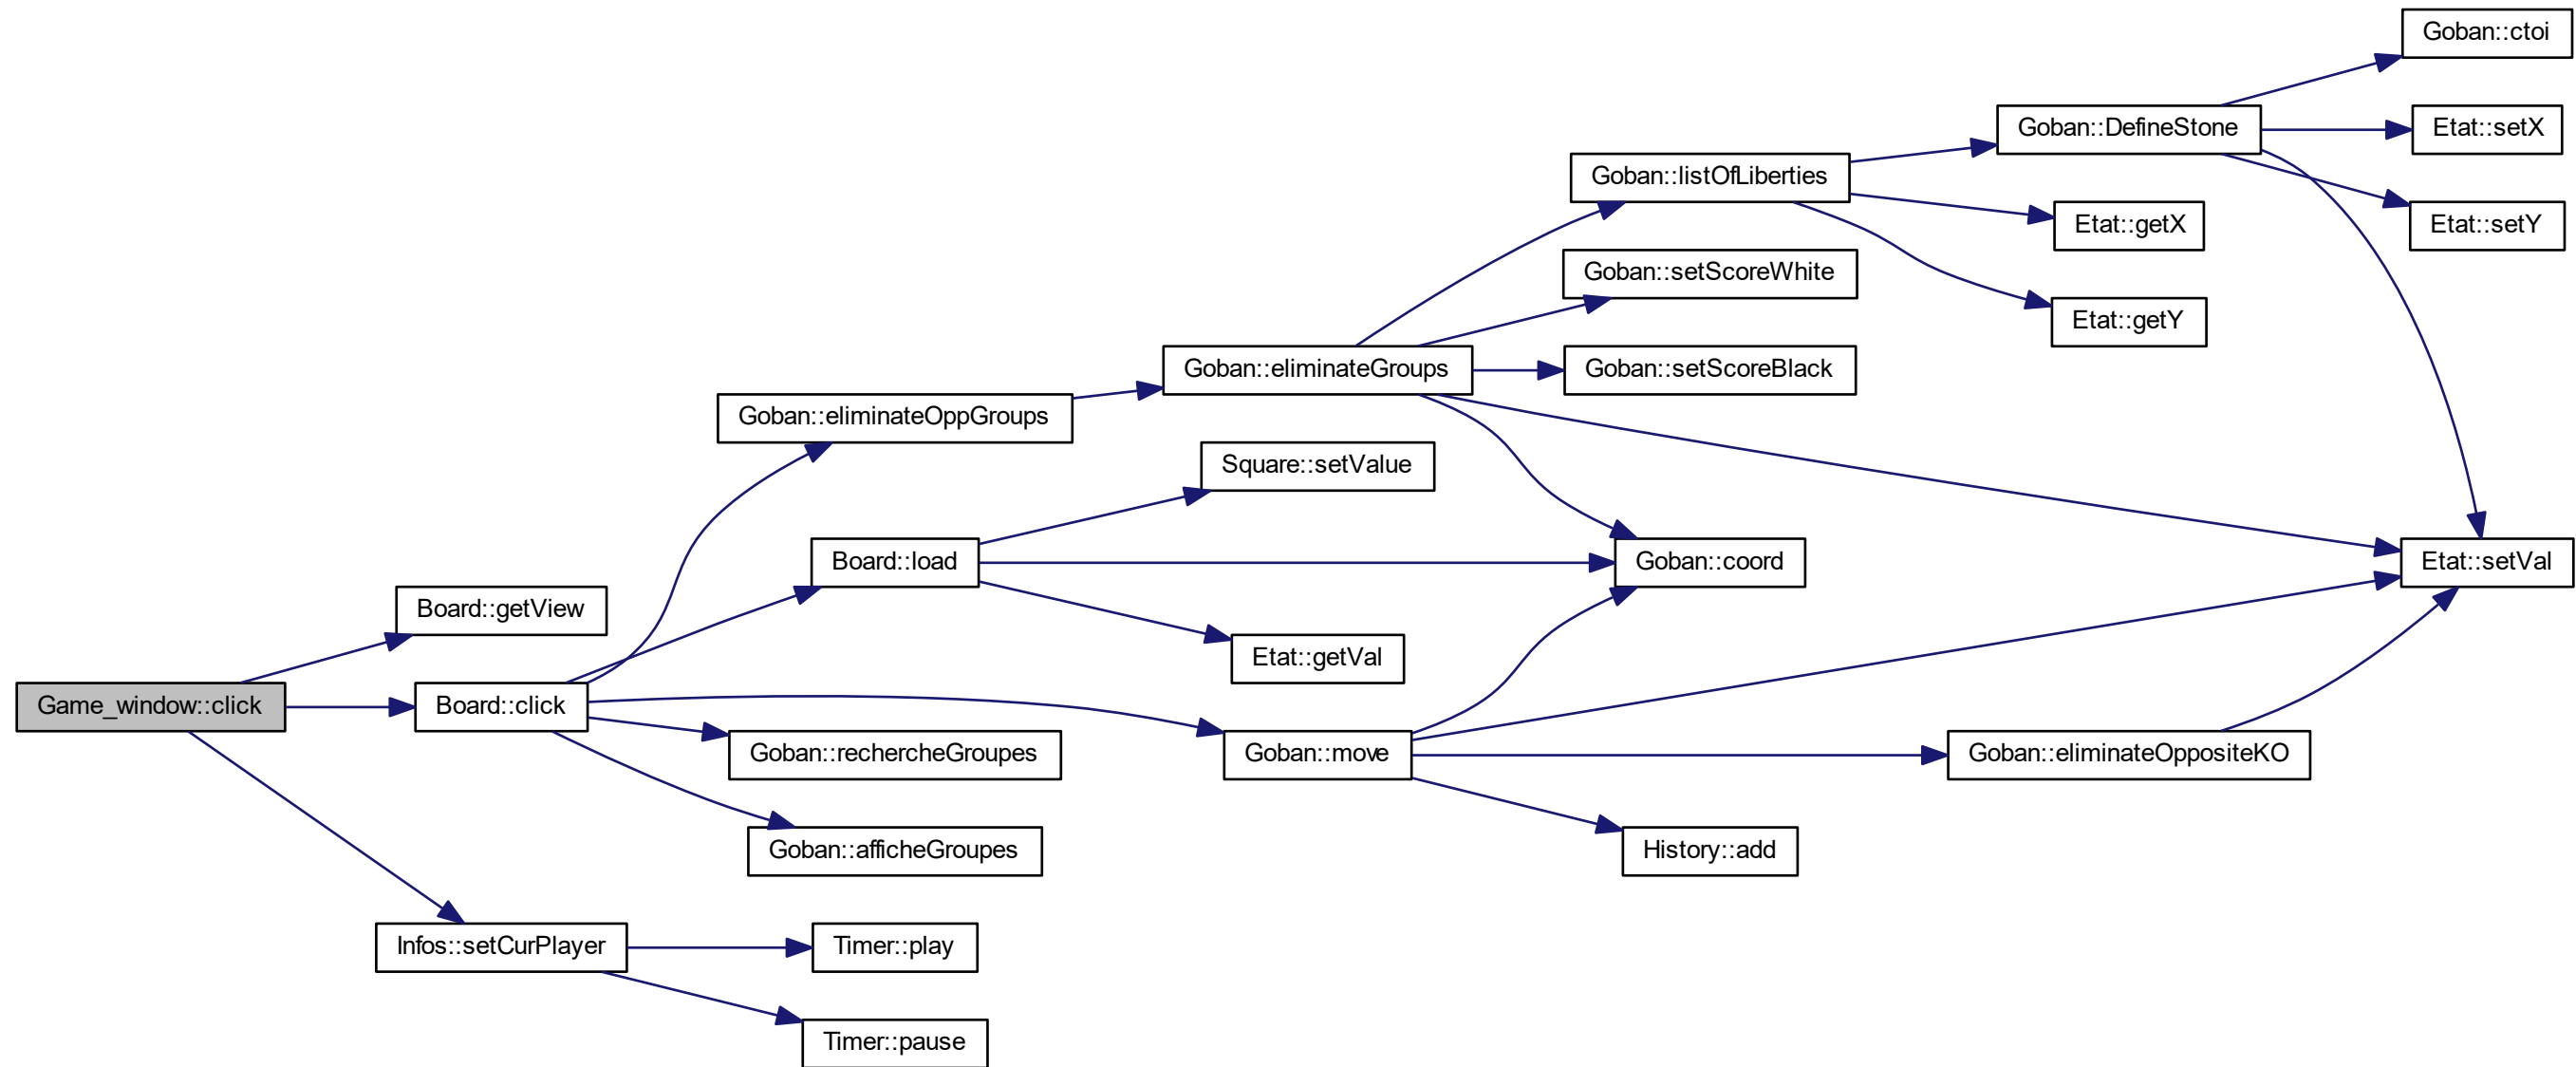 Goban::ctoi
Goban::DefineStone
Etat::setX
Goban::listOfLiberties
Etat::getX
Etat::setY
Goban::setScoreWhite
Etat::getY
Goban::eliminateGroups
Goban::setScoreBlack
Goban::eliminateOppGroups
Square::setValue
Board::load
Goban::coord
Etat::setVal
Board::getView
Etat::getVal
Game_window::click
Board::click
Goban::rechercheGroupes
Goban::move
Goban::eliminateOppositeKO
Goban::afficheGroupes
History::add
Infos::setCurPlayer
Timer::play
Timer::pause